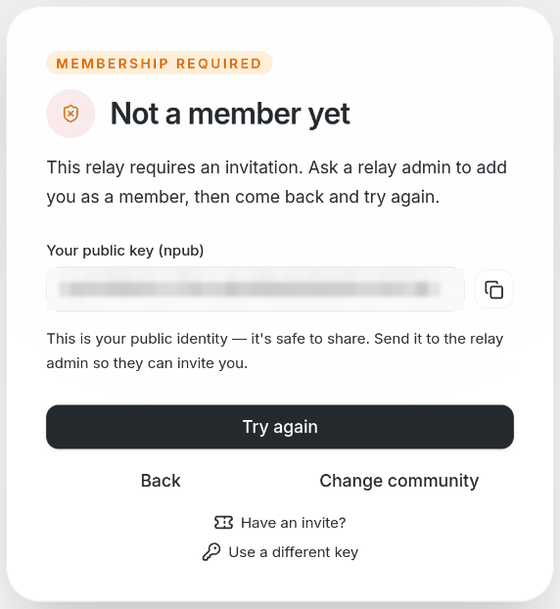 MEMBERSHIP REQUIRED
Not a member yet
This relay requires an invitation. Ask a relay admin to add
you as a member, then come back and try again.
Your public key (npub)
This is your public identity — it's safe to share. Send it to the relay
admin so they can invite you.
Try again
Back
Change community
Have an invite?
Use a different key